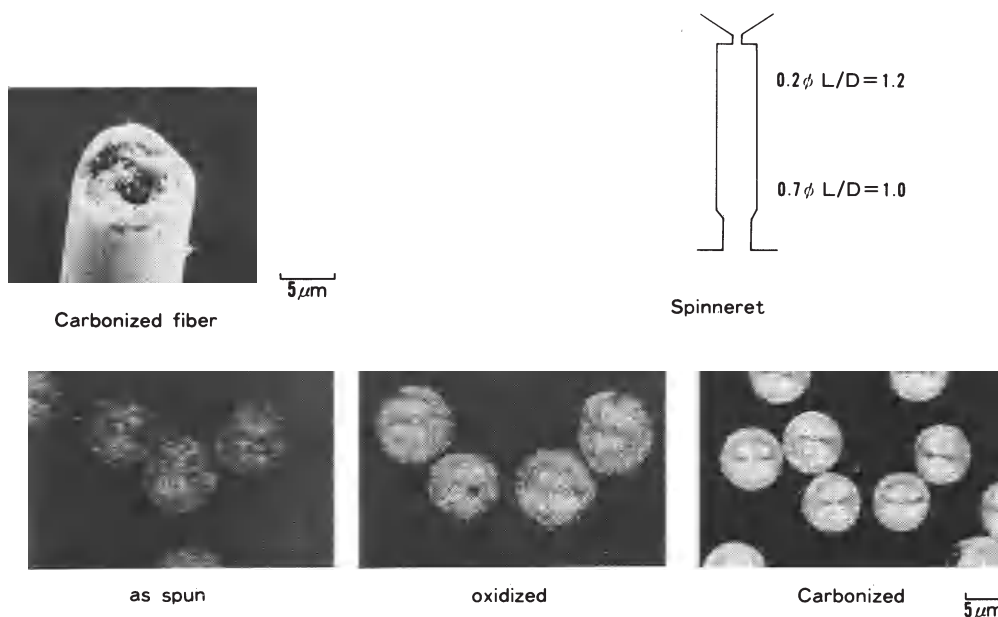 0.2φ L/D=1.2
0.7φ L/D=1.0
5μm
Carbonized fiber
Spinneret
as spun
oxidized
Carbonized
5μm